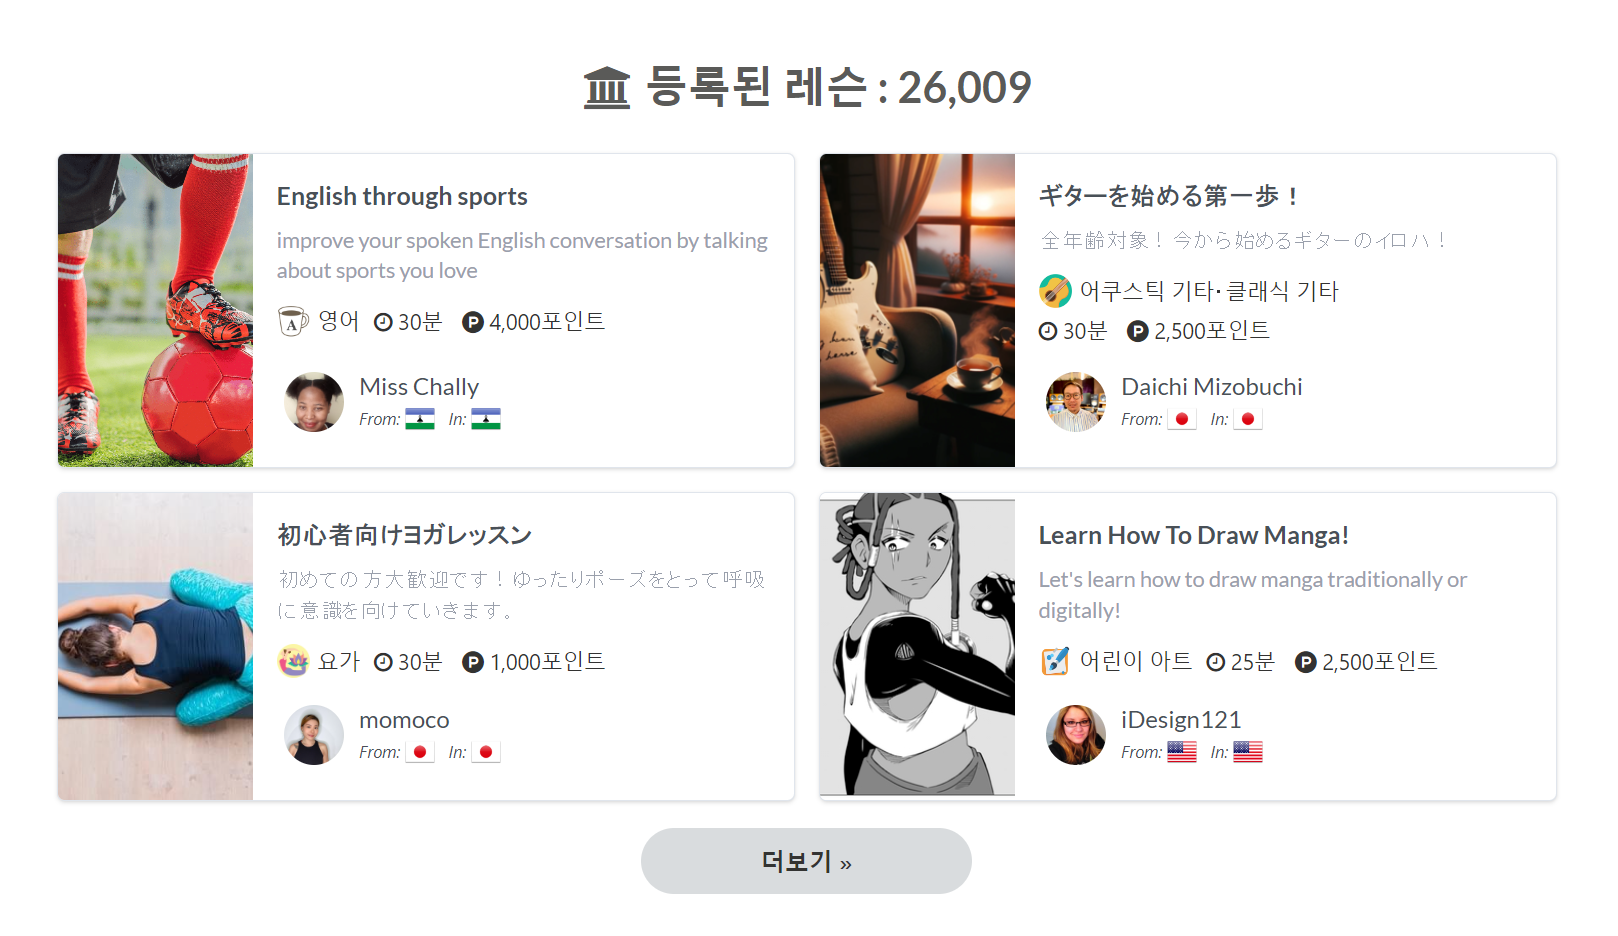 등록된 레슨 : 26,009
English through sports
improve your spoken English conversation by talking
about sports you love
영어 30분 4,000포인트
Miss Chally
From: In:
ギターを始める第一歩！
全年齢対象！今から始めるギターのイロハ！
어쿠스틱 기타· 클래식 기타
30분 2,500포인트
Daichi Mizobuchi
From: In:
初心者向けヨガレッスン
初めての方大歓迎です！ゆったりポーズをとって呼吸
に意識を向けていきます。
요가 30분 1,000포인트
momoco
From: In:
Learn How To Draw Manga!
Let's learn how to draw manga traditionally or
digitally!
어린이 아트 25분 2,500포인트
iDesign121
From: In:
더보기 »